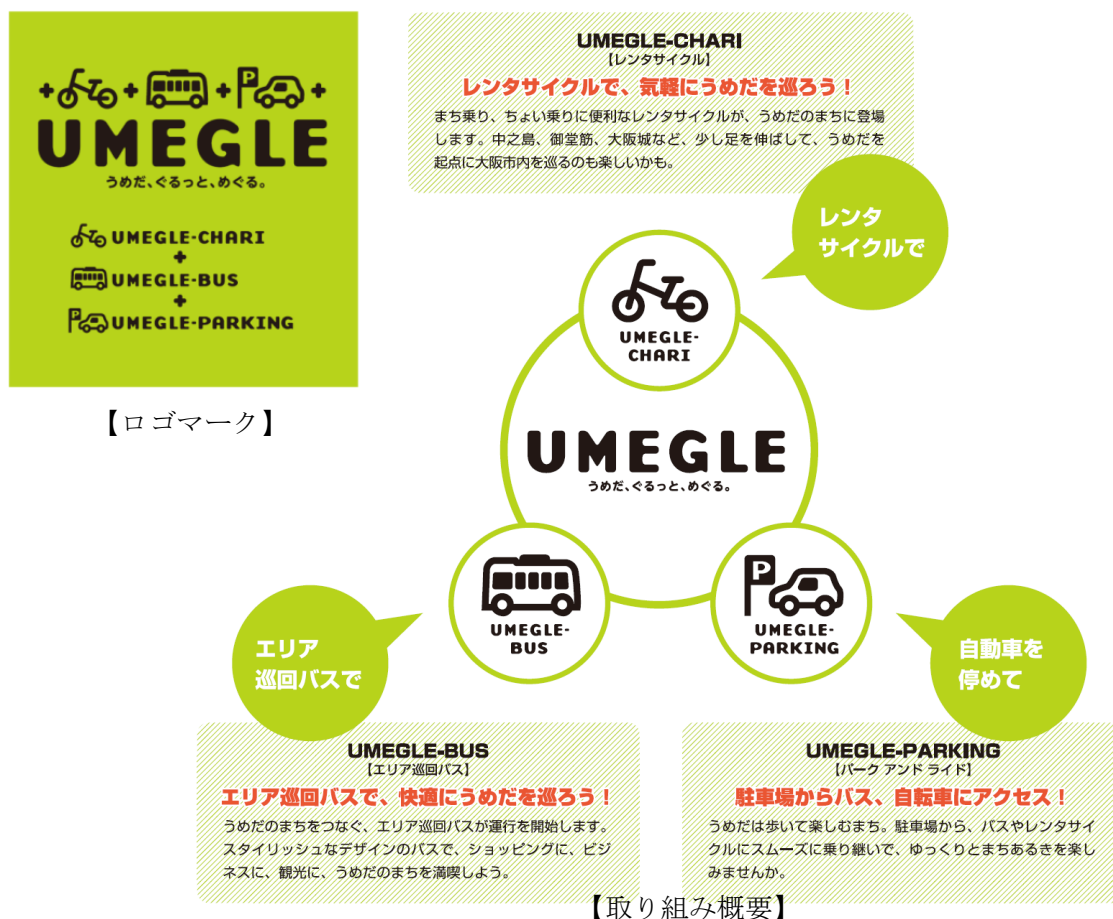 P
UMEGLE
うめだ、ぐるっと、めぐる。
UMEGLE-CHARI
+
UMEGLE-BUS
+
P
UMEGLE-PARKING
【ロゴマーク】
UMEGLE-CHARI
【レンタサイクル】
レンタサイクルで、気軽にうめだを巡ろう！
まち乗り、ちょい乗りに便利なレンタサイクルが、うめだのまちに登場
します。中之島、御堂筋、大阪城など、少し足を伸ばして、うめだを
起点に大阪市内を巡るのも楽しいかも。
レンタ
サイクルで
UMEGLE-
CHARI
UMEGLE
うめだ、ぐるっと、めぐる。
UMEGLE-
BUS
P
UMEGLE-
PARKING
エリア
巡回バスで
自動車を
停めて
UMEGLE-BUS
【エリア巡回バス】
エリア巡回バスで、快適にうめだを巡ろう！
うめだのまちをつなぐ、エリア巡回バスが運行を開始します。
スタイリッシュなデザインのバスで、ショッピングに、ビジ
ネスに、観光に、うめだのまちを満喫しよう。
UMEGLE-PARKING
【パーク アンド ライド】
駐車場からバス、自転車にアクセス！
うめだは歩いて楽しむまち。駐車場から、バスやレンタサイ
クルにスムーズに乗り継いで、ゆっくりとまちあるきを楽し
みませんか。
【取り組み概要】